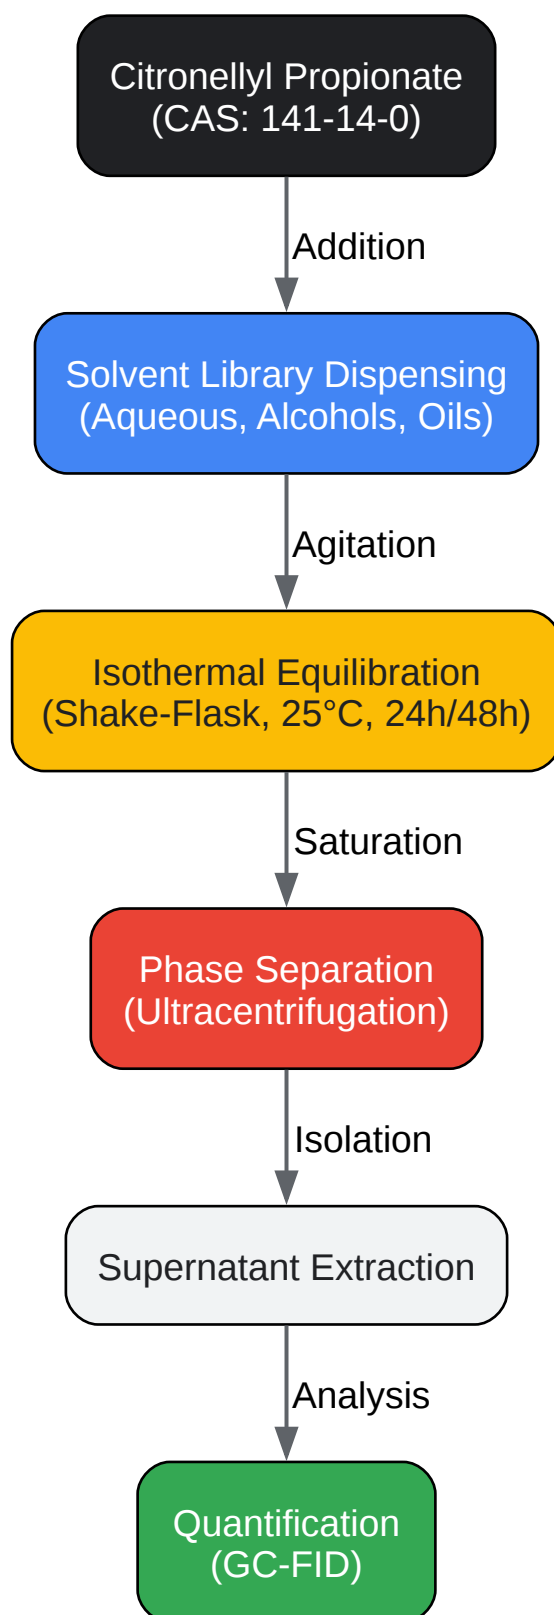 Citronellyl Propionate
(CAS: 141-14-0)
Addition
Solvent Library Dispensing
(Aqueous, Alcohols, Oils)
Agitation
Isothermal Equilibration
(Shake-Flask, 25°C, 24h/48h)
Saturation
Phase Separation
(Ultracentrifugation)
Isolation
Supernatant Extraction
Analysis
Quantification
(GC-FID)